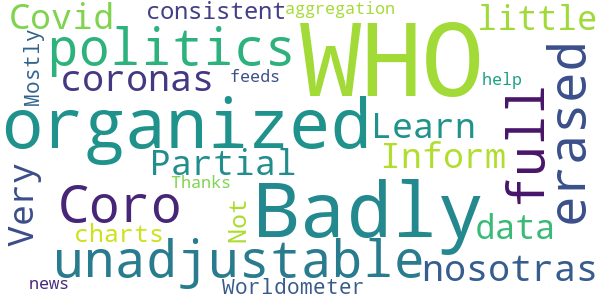 Covid
consistent
aggregation
little
Mostly
politics
WHO
erased
coronas
feeds
help
full
organized
Learn
Partial
Inform
Thanks
Very
Coro
Badly
Not
data
charts
unadjustable
nosotras
news
Worldometer